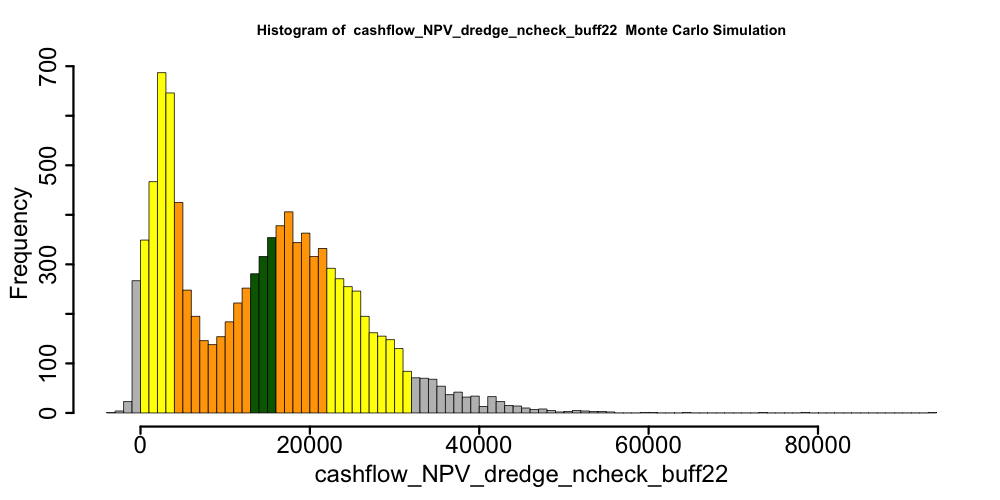 Histogram of cashflow_NPV_dredge_ncheck_buff22 Monte Carlo Simulation
700
500
300
100
0
Frequency
0 20000 40000 60000 80000
cashflow_NPV_dredge_ncheck_buff22